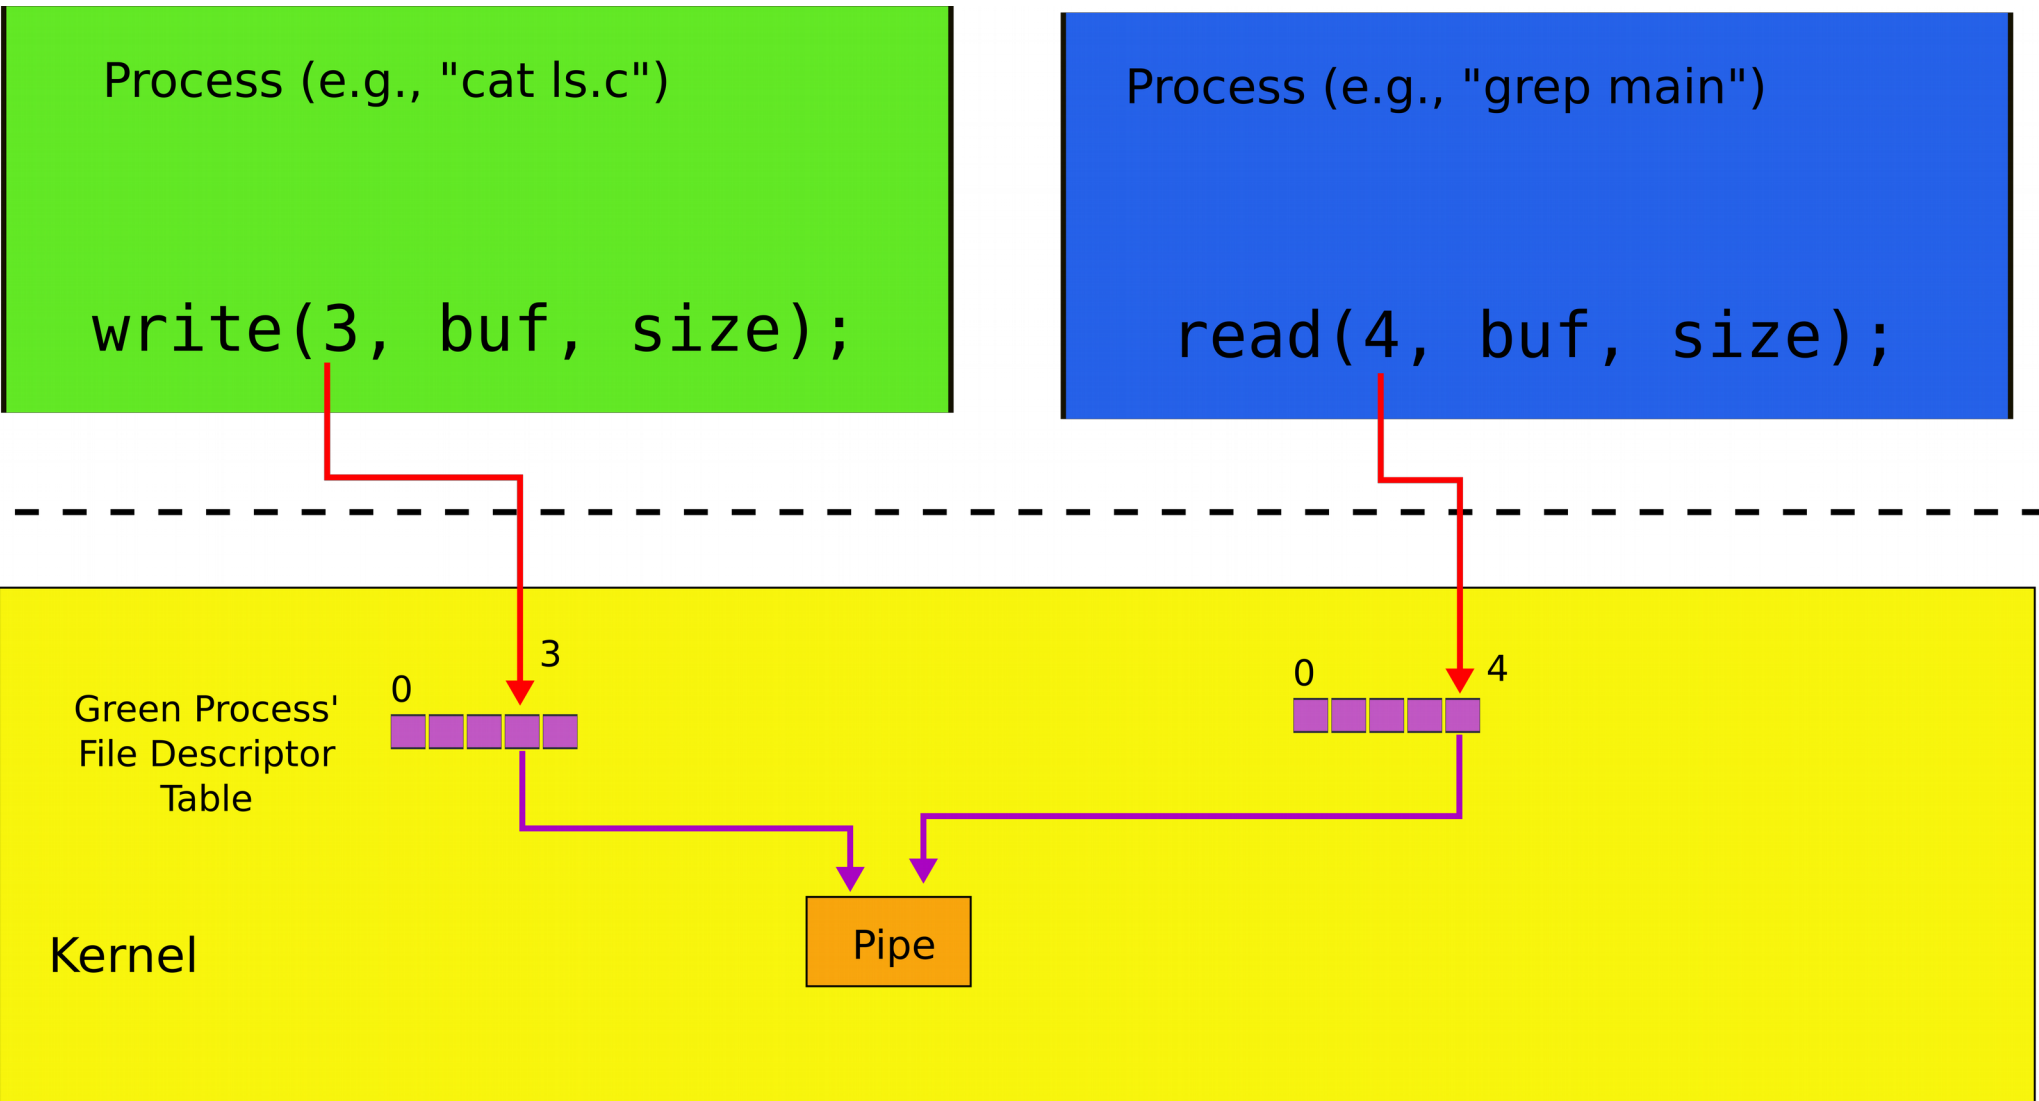 Process (e.g., "cat ls.c")
write(3, buf, size);
Process (e.g., "grep main")
read(4, buf, size);
Green Process'
File Descriptor
Table
0
3
0
4
Pipe
Kernel